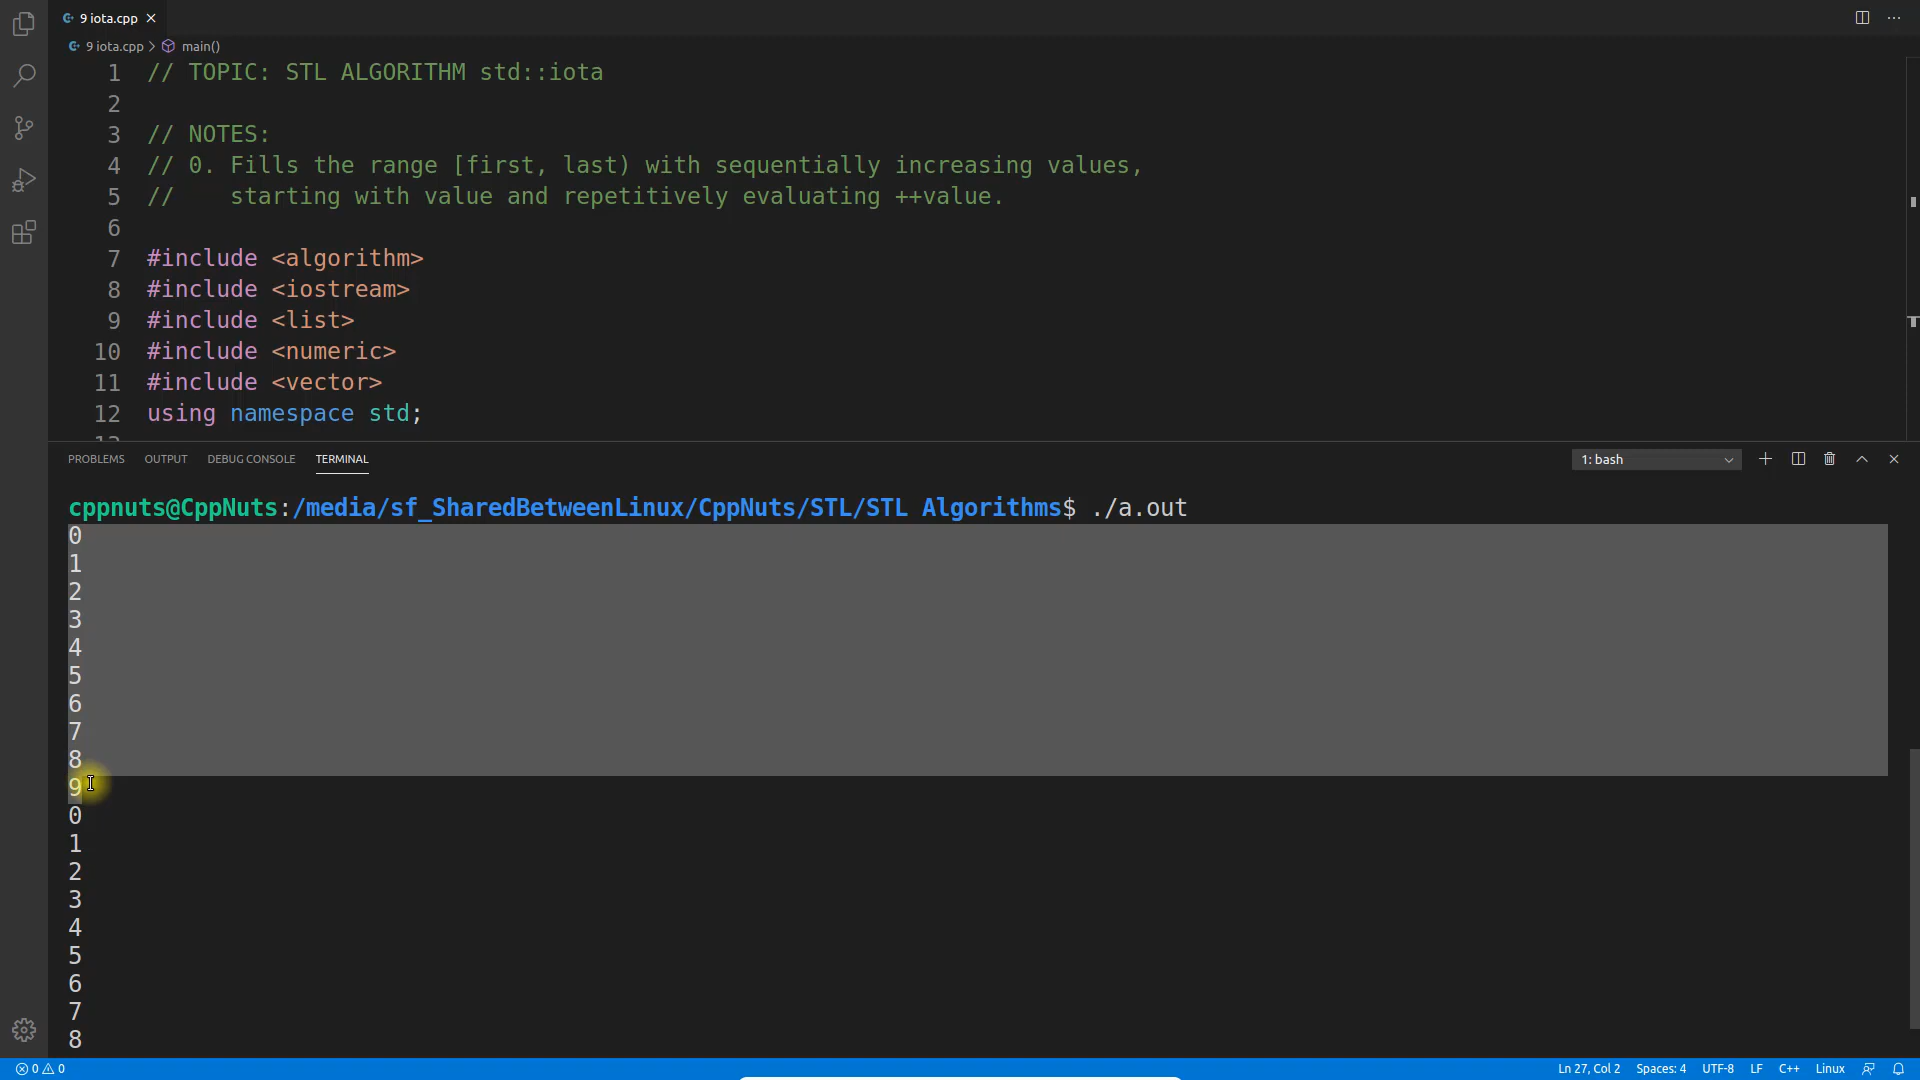 9 iota.cpp
9 iota.cpp main()
1 // TOPIC: STL ALGORITHM std::iota
2
3 // NOTES:
4 // 0. Fills the range [first, last) with sequentially increasing values,
5 //    starting with value and repetitively evaluating ++value.
6
7 #include <algorithm>
8 #include <iostream>
9 #include <list>
10 #include <numeric>
11 #include <vector>
12 using namespace std;
PROBLEMS OUTPUT DEBUG CONSOLE TERMINAL 1: bash
cppnuts@CppNuts:/media/sf_SharedBetweenLinux/CppNuts/STL/STL Algorithms$ ./a.out
0
1
2
3
4
5
6
7
8
9
0
1
2
3
4
5
6
7
8
0 0 Ln 27, Col 2 Spaces: 4 UTF-8 LF C++ Linux